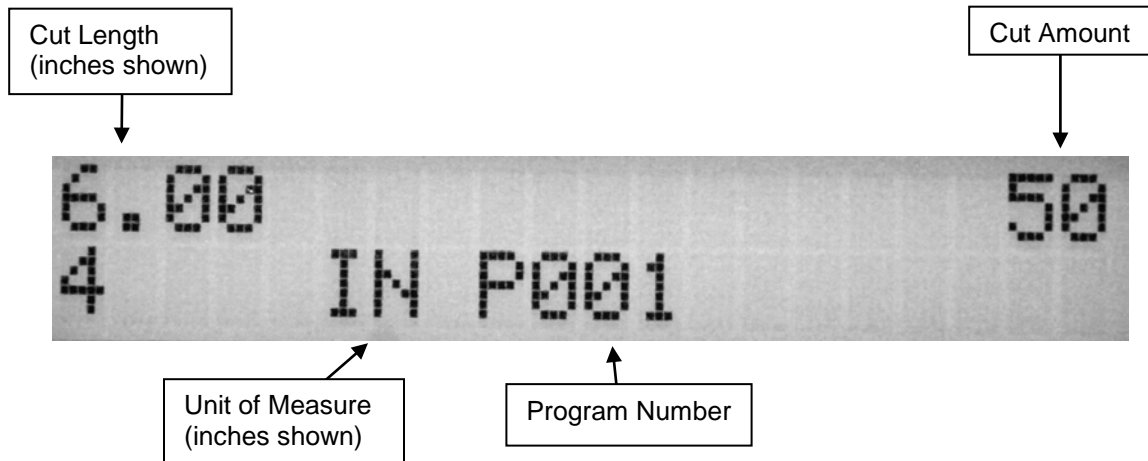 Cut Length
(inches shown)
Cut Amount
6.00 50
4 IN P001
Unit of Measure
(inches shown)
Program Number